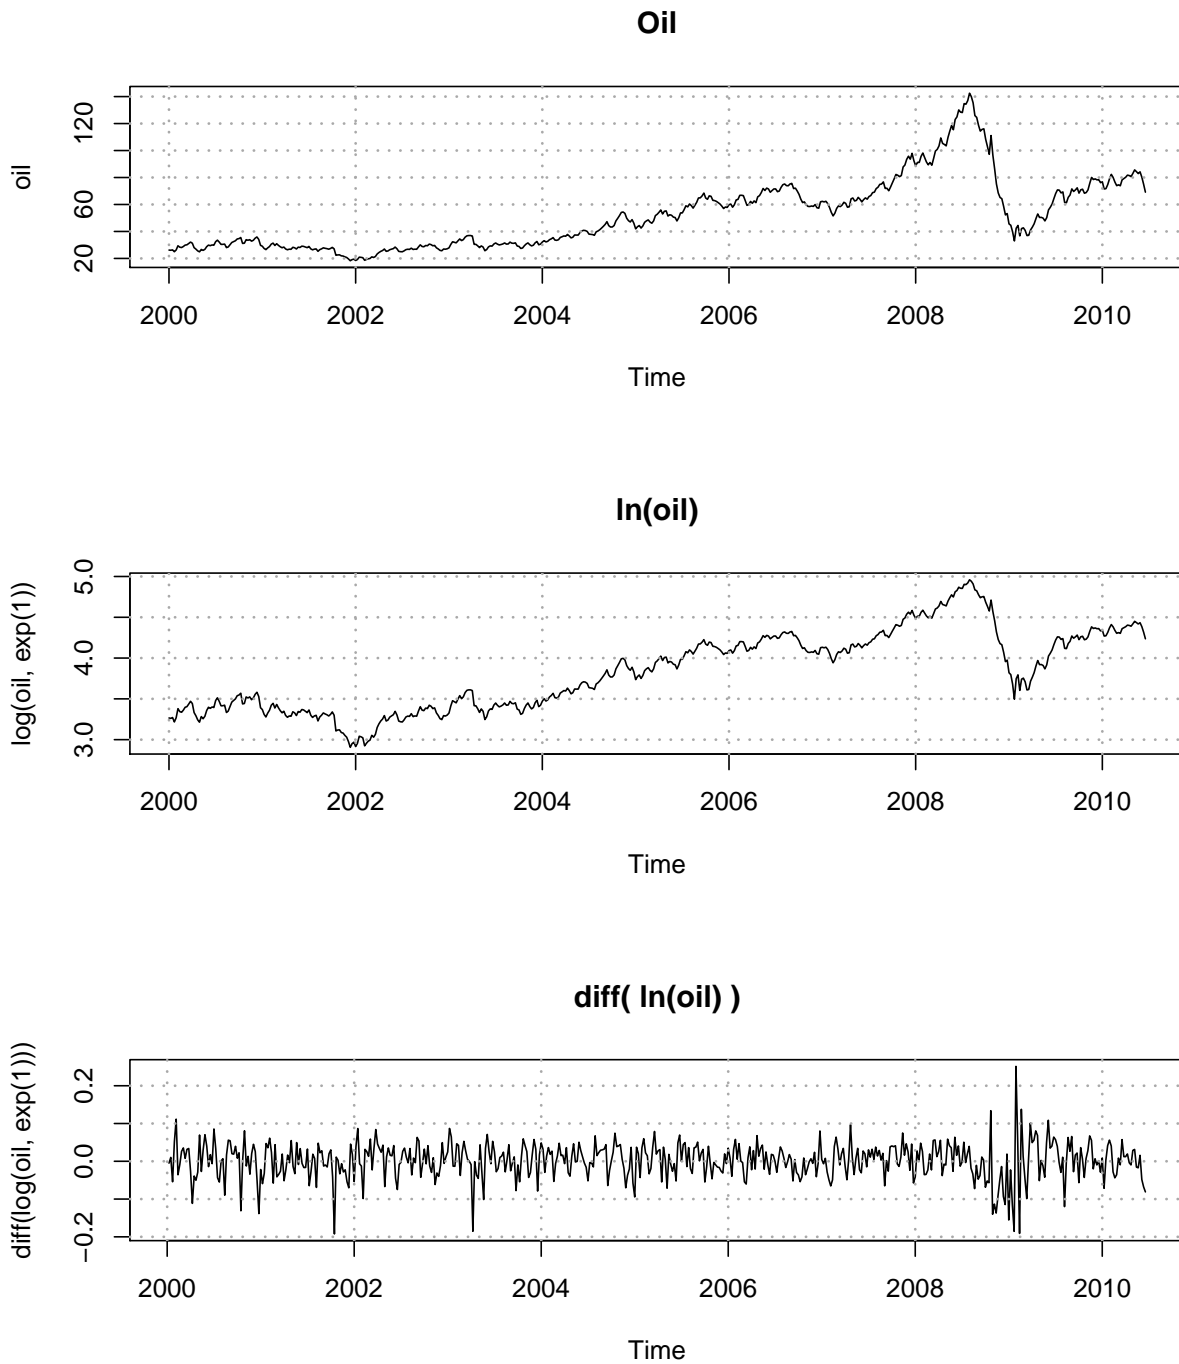 Oil
oil
120
60
20
2000 2002 2004 2006 2008 2010
Time
ln(oil)
log(oil, exp(1))
5.0
4.0
3.0
2000 2002 2004 2006 2008 2010
Time
diff( ln(oil) )
diff(log(oil, exp(1)))
0.2
0.0
−0.2
2000 2002 2004 2006 2008 2010
Time